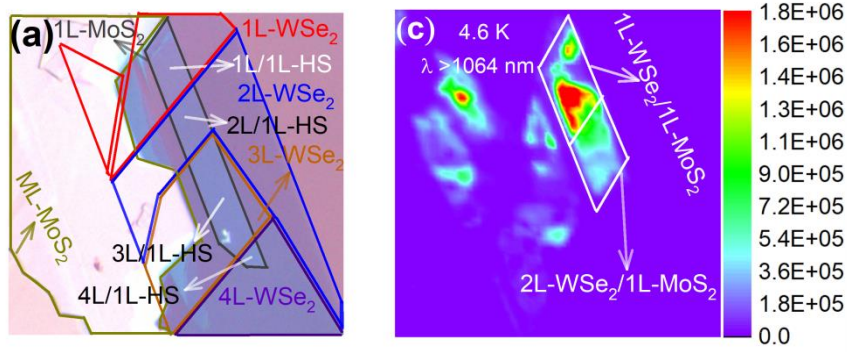 (a)
1L-MoS₂
1L-WSe₂
1L/1L-HS
2L-WSe₂
2L/1L-HS
3L-WSe₂
ML-MoS₂
3L/1L-HS
4L/1L-HS
4L-WSe₂
(c)
4.6 K
λ >1064 nm
1L-WSe₂/1L-MoS₂
2L-WSe₂/1L-MoS₂
1.8E+06
1.6E+06
1.4E+06
1.3E+06
1.1E+06
9.0E+05
7.2E+05
5.4E+05
3.6E+05
1.8E+05
0.0